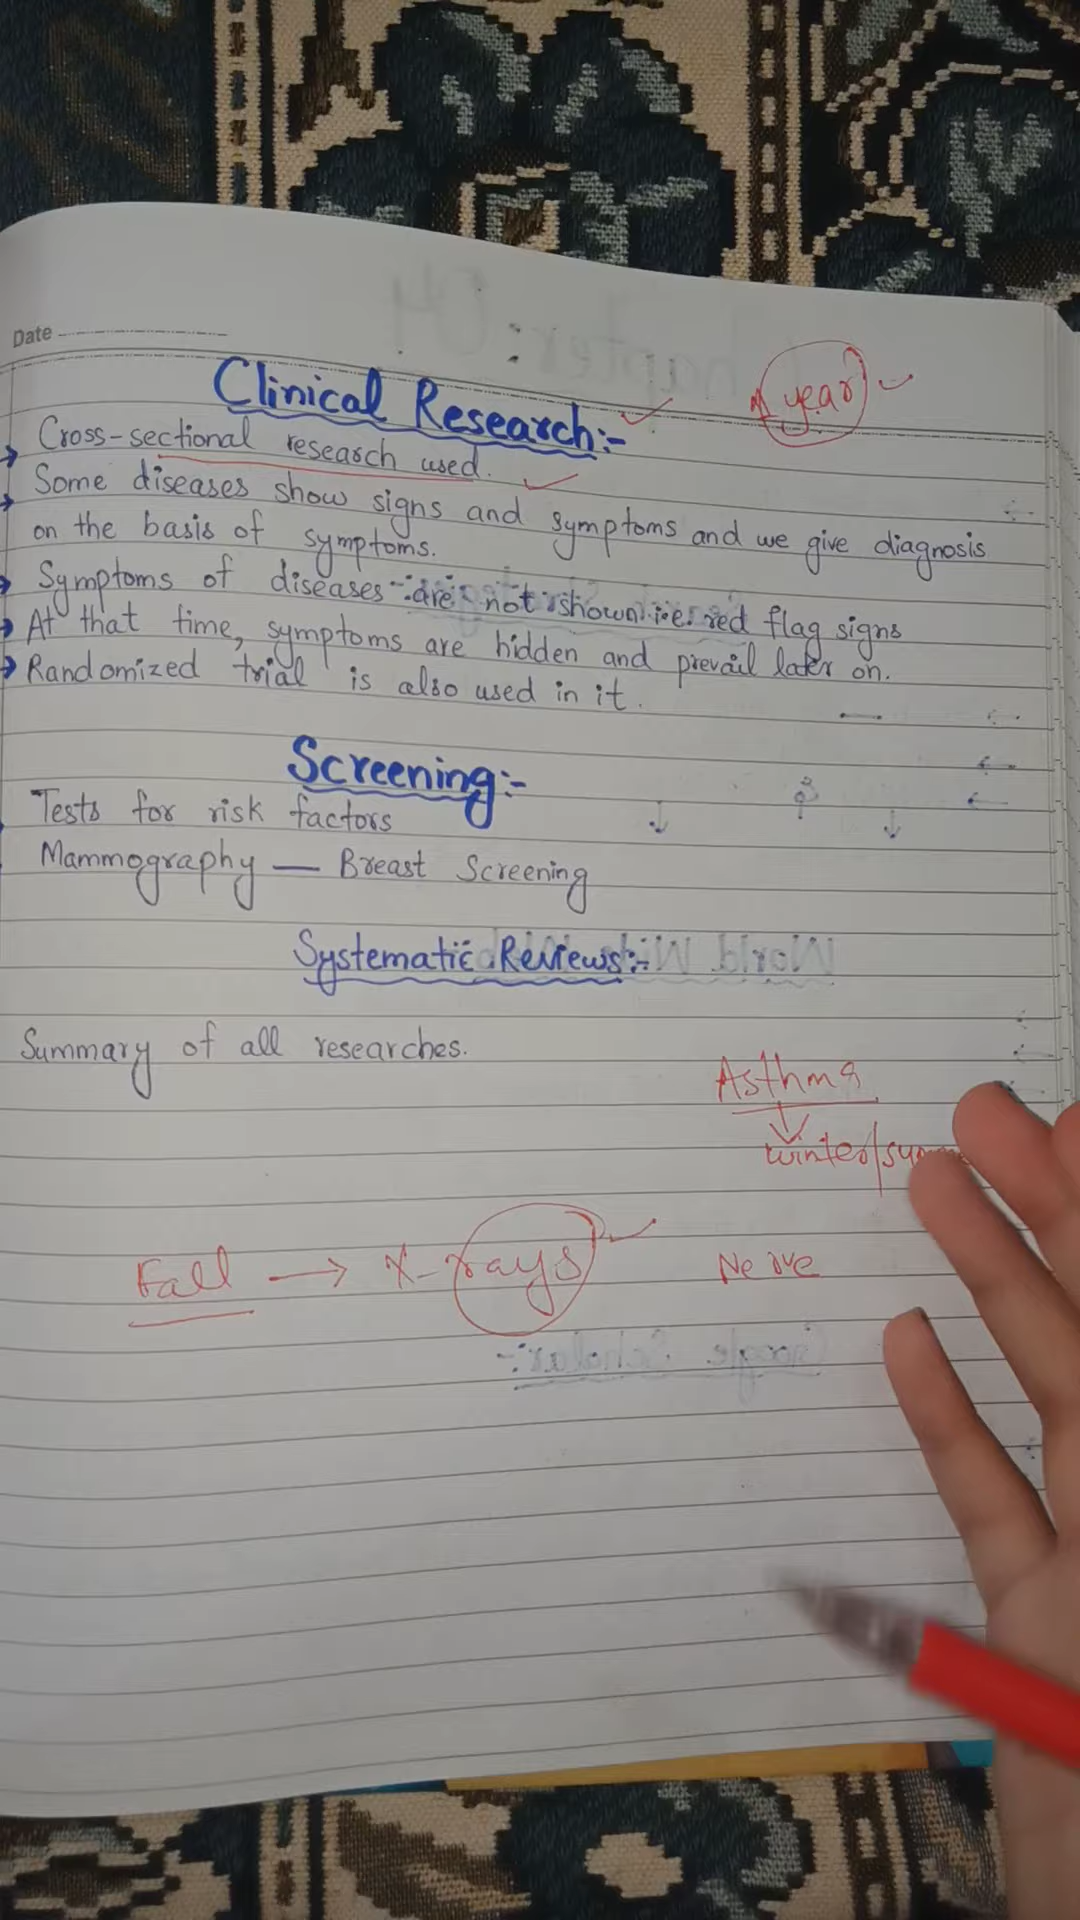 Date
Clinical Research:-
1 year
→ Cross-sectional research used.
→ Some diseases show signs and symptoms and we give diagnosis
on the basis of symptoms.
→ Symptoms of diseases are not shown i.e. red flag signs
→ At that time, symptoms are hidden and prevail later on.
→ Randomized trial is also used in it.
Screening:-
Tests for risk factors
Mammography — Breast Screening
Systematic Reviews:-
Summary of all researches.
Asthma
↓
winter/
Fall → X-rays
Nerve